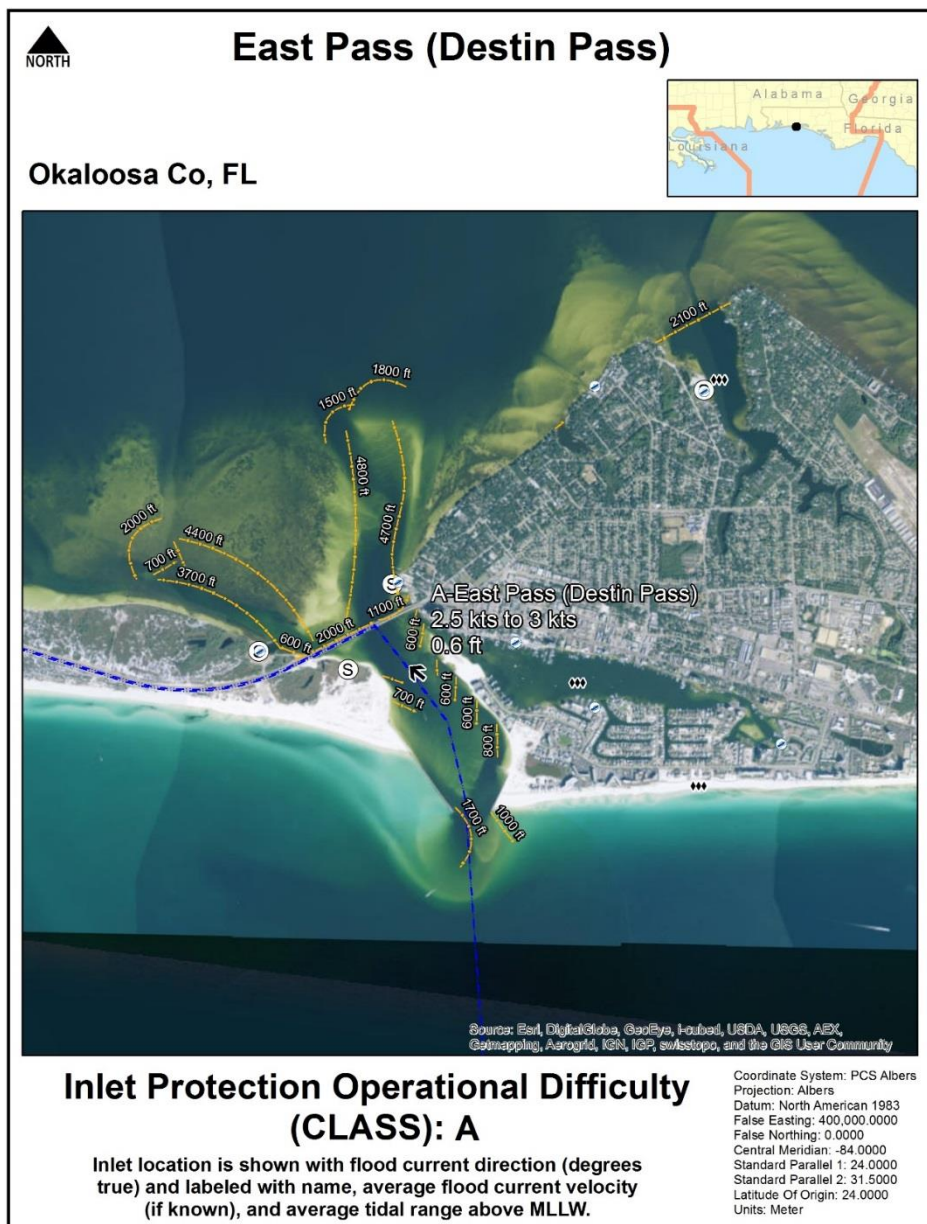 NORTH
East Pass (Destin Pass)
Okaloosa Co, FL
Alabama
Georgia
Florida
Louisiana
2100 ft
1800 ft
1500 ft
4800 ft
4700 ft
2000 ft
4400 ft
700 ft
3700 ft
S
A-East Pass (Destin Pass)
2.5 kts to 3 kts
0.6 ft
1100 ft
2000 ft
600 ft
600 ft
S
700 ft
600 ft
600 ft
800 ft
1700 ft
1000 ft
Source: Esri, DigitalGlobe, GeoEye, i-cubed, USDA, USGS, AEX,
Getmapping, Aerogrid, IGN, IGP, swisstopo, and the GIS User Community
Inlet Protection Operational Difficulty
(CLASS): A
Inlet location is shown with flood current direction (degrees
true) and labeled with name, average flood current velocity
(if known), and average tidal range above MLLW.
Coordinate System: PCS Albers
Projection: Albers
Datum: North American 1983
False Easting: 400,000.0000
False Northing: 0.0000
Central Meridian: -84.0000
Standard Parallel 1: 24.0000
Standard Parallel 2: 31.5000
Latitude Of Origin: 24.0000
Units: Meter